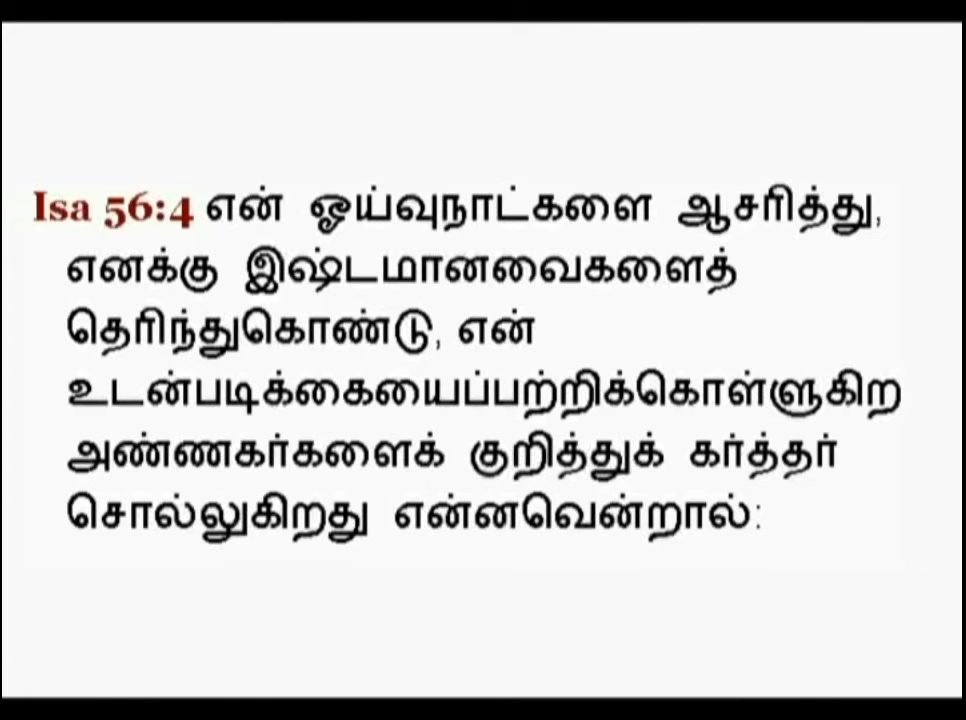 Isa 56:4 என் ஓய்வுநாட்களை ஆசரித்து,
எனக்கு இஷ்டமானவைகளைத்
தெரிந்துகொண்டு, என்
உடன்படிக்கையைப்பற்றிக்கொள்ளுகிற
அண்ணகர்களைக் குறித்துக் கர்த்தர்
சொல்லுகிறது என்னவென்றால்: